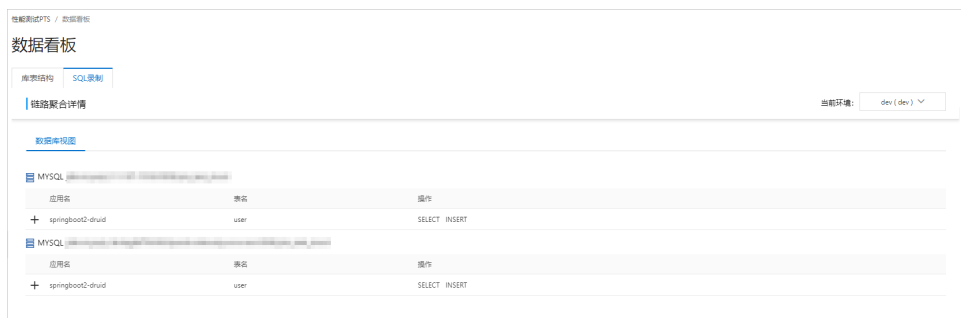 性能测试PTS / 数据看板
数据看板
库表结构 SQL录制
链路聚合详情 当前环境： dev ( dev )
数据库视图
MYSQL
应用名 表名 操作
springboot2-druid user SELECT INSERT
MYSQL
应用名 表名 操作
springboot2-druid user SELECT INSERT